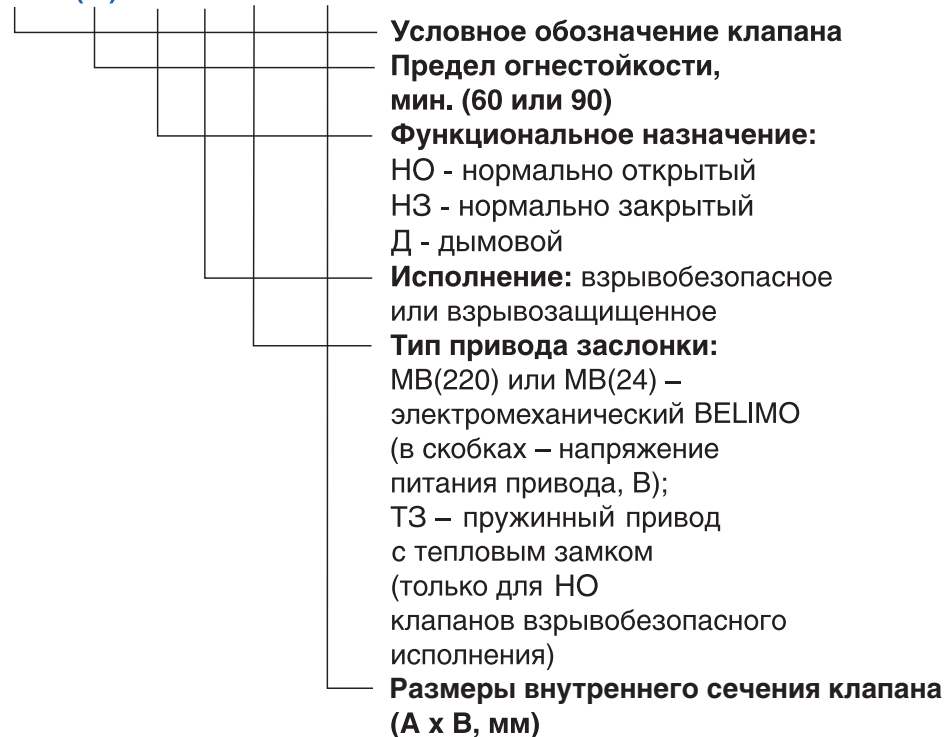 Условное обозначение клапана
Предел огнестойкости,
мин. (60 или 90)
Функциональное назначение:
НО - нормально открытый
НЗ - нормально закрытый
Д - дымовой
Исполнение: взрывобезопасное
или взрывозащищенное
Тип привода заслонки:
МВ(220) или МВ(24) –
электромеханический BELIMO
(в скобках – напряжение
питания привода, В);
ТЗ – пружинный привод
с тепловым замком
(только для НО
клапанов взрывобезопасного
исполнения)
Размеры внутреннего сечения клапана
(А х В, мм)